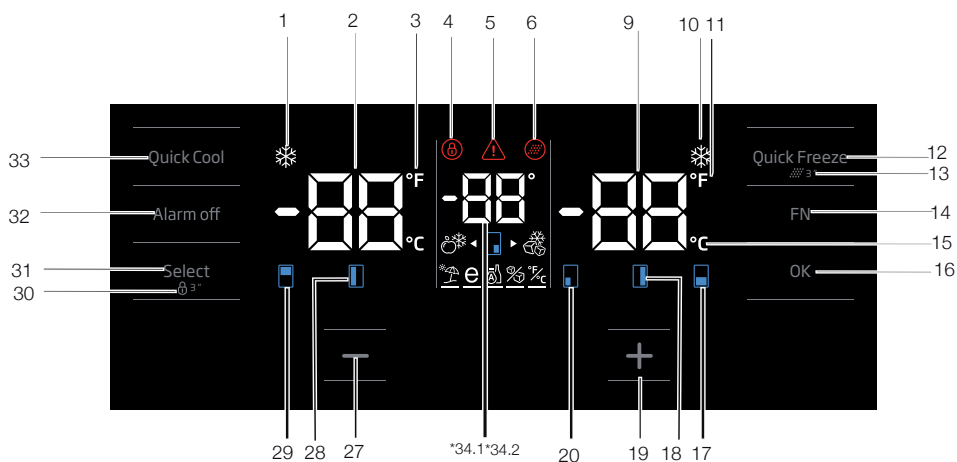 1 2 3 4 5 6 9 10 11
33 Quick Cool Quick Freeze 12
3" 13
-88 °F -88 ° -88 °F
32 Alarm off FN 14
°C °C 15
31 Select OK 16
30 3"
e A % °F/°C
29 28 27 *34.1*34.2 20 19 18 17